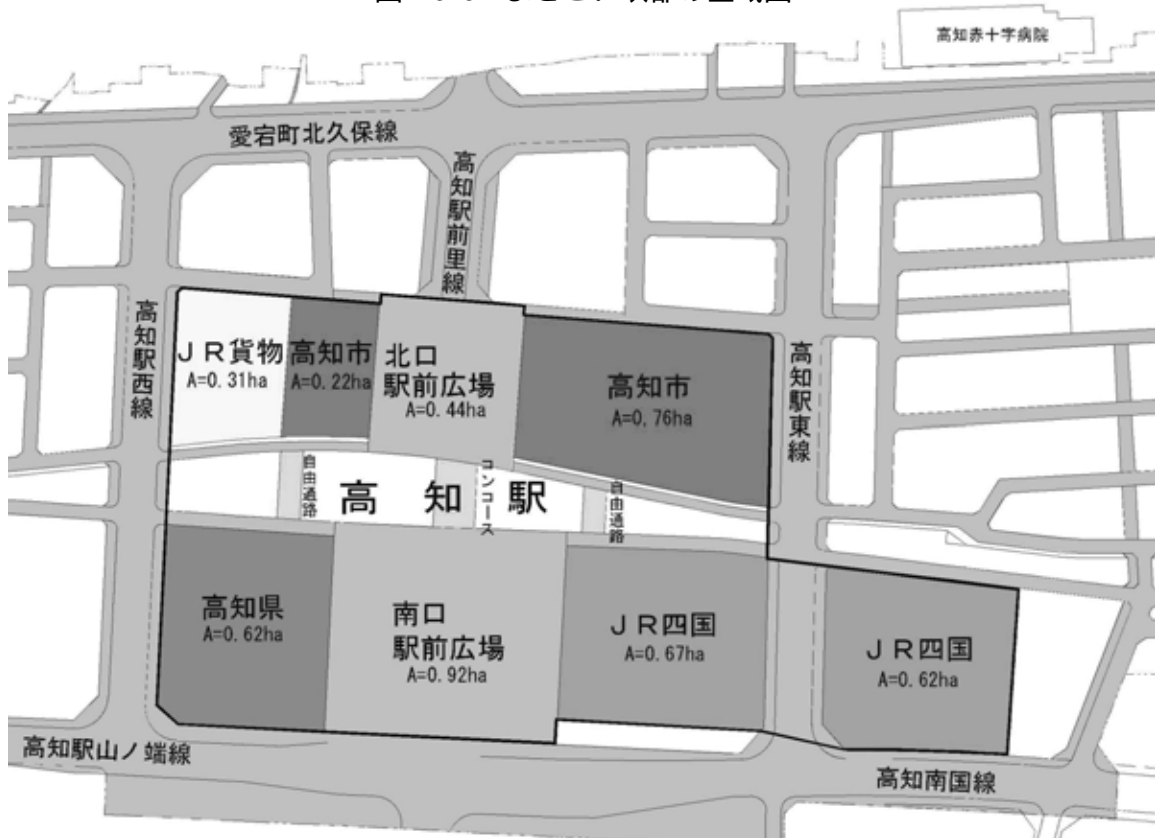 高知赤十字病院
愛宕町北久保線
高知駅前里線
高知駅西線
JR貨物
A=0.31ha
高知市
A=0.22ha
北口
駅前広場
A=0.44ha
高知市
A=0.76ha
高知駅東線
自由通路
高知駅
コンコース
自由通路
高知県
A=0.62ha
南口
駅前広場
A=0.92ha
JR四国
A=0.67ha
JR四国
A=0.62ha
高知駅山ノ端線
高知南国線